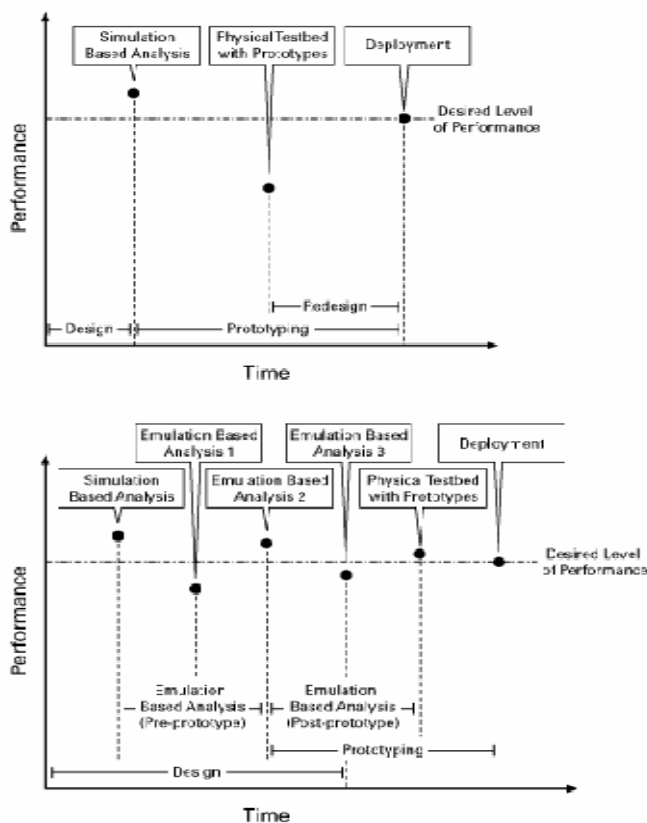 Simulation
Based Analysis
Physical Testbed
with Prototypes
Deployment
Desired Level
of Performance
Performance
Redesign
Design
Prototyping
Time
Emulation Based
Analysis 1
Emulation Based
Analysis 3
Deployment
Simulation
Based Analysis
Emulation Based
Analysis 2
Physical Testbed
with Prototypes
Desired Level
of Performance
Performance
Emulation
Based Analysis
(Pre-prototype)
Emulation
Based Analysis
(Post-prototype)
Prototyping
Design
Time